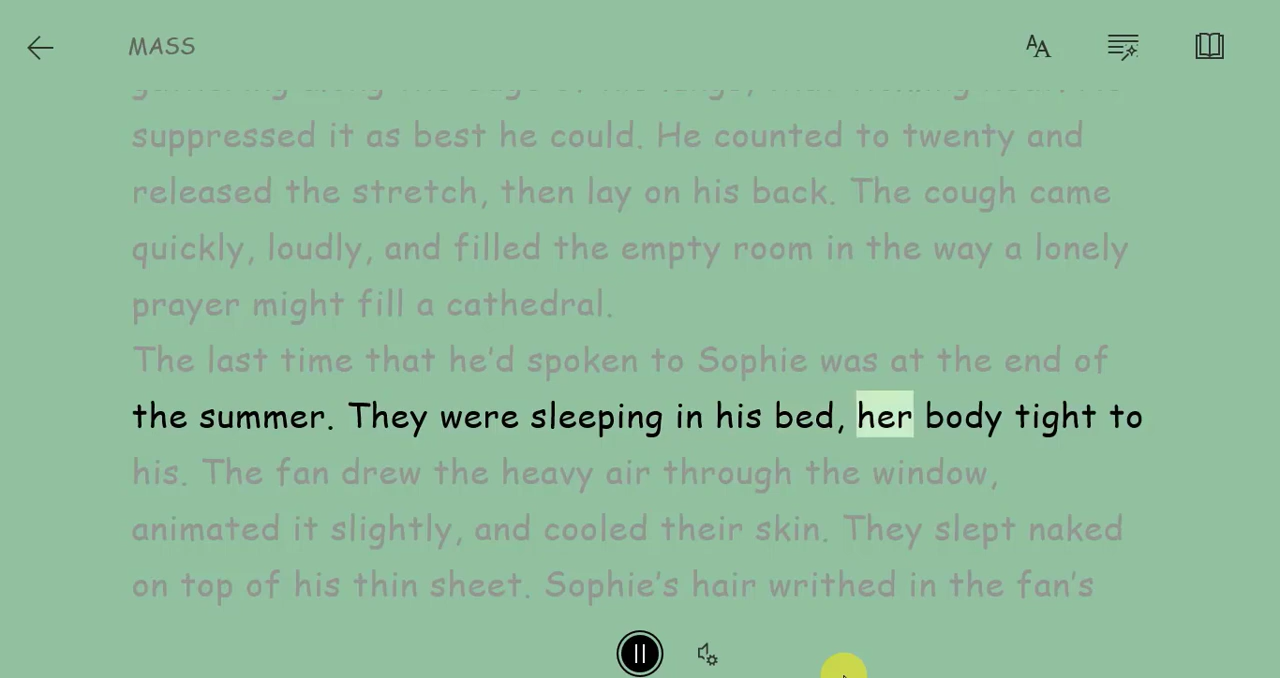 MASS
AA
suppressed it as best he could. He counted to twenty and
released the stretch, then lay on his back. The cough came
quickly, loudly, and filled the empty room in the way a lonely
prayer might fill a cathedral.
The last time that he’d spoken to Sophie was at the end of
the summer. They were sleeping in his bed, her body tight to
his. The fan drew the heavy air through the window,
animated it slightly, and cooled their skin. They slept naked
on top of his thin sheet. Sophie’s hair writhed in the fan’s